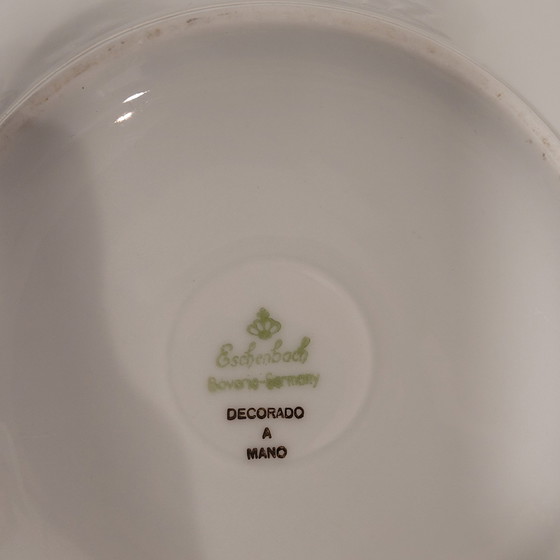 Eschenbach
Bavaria-Germany
DECORADO
A
MANO